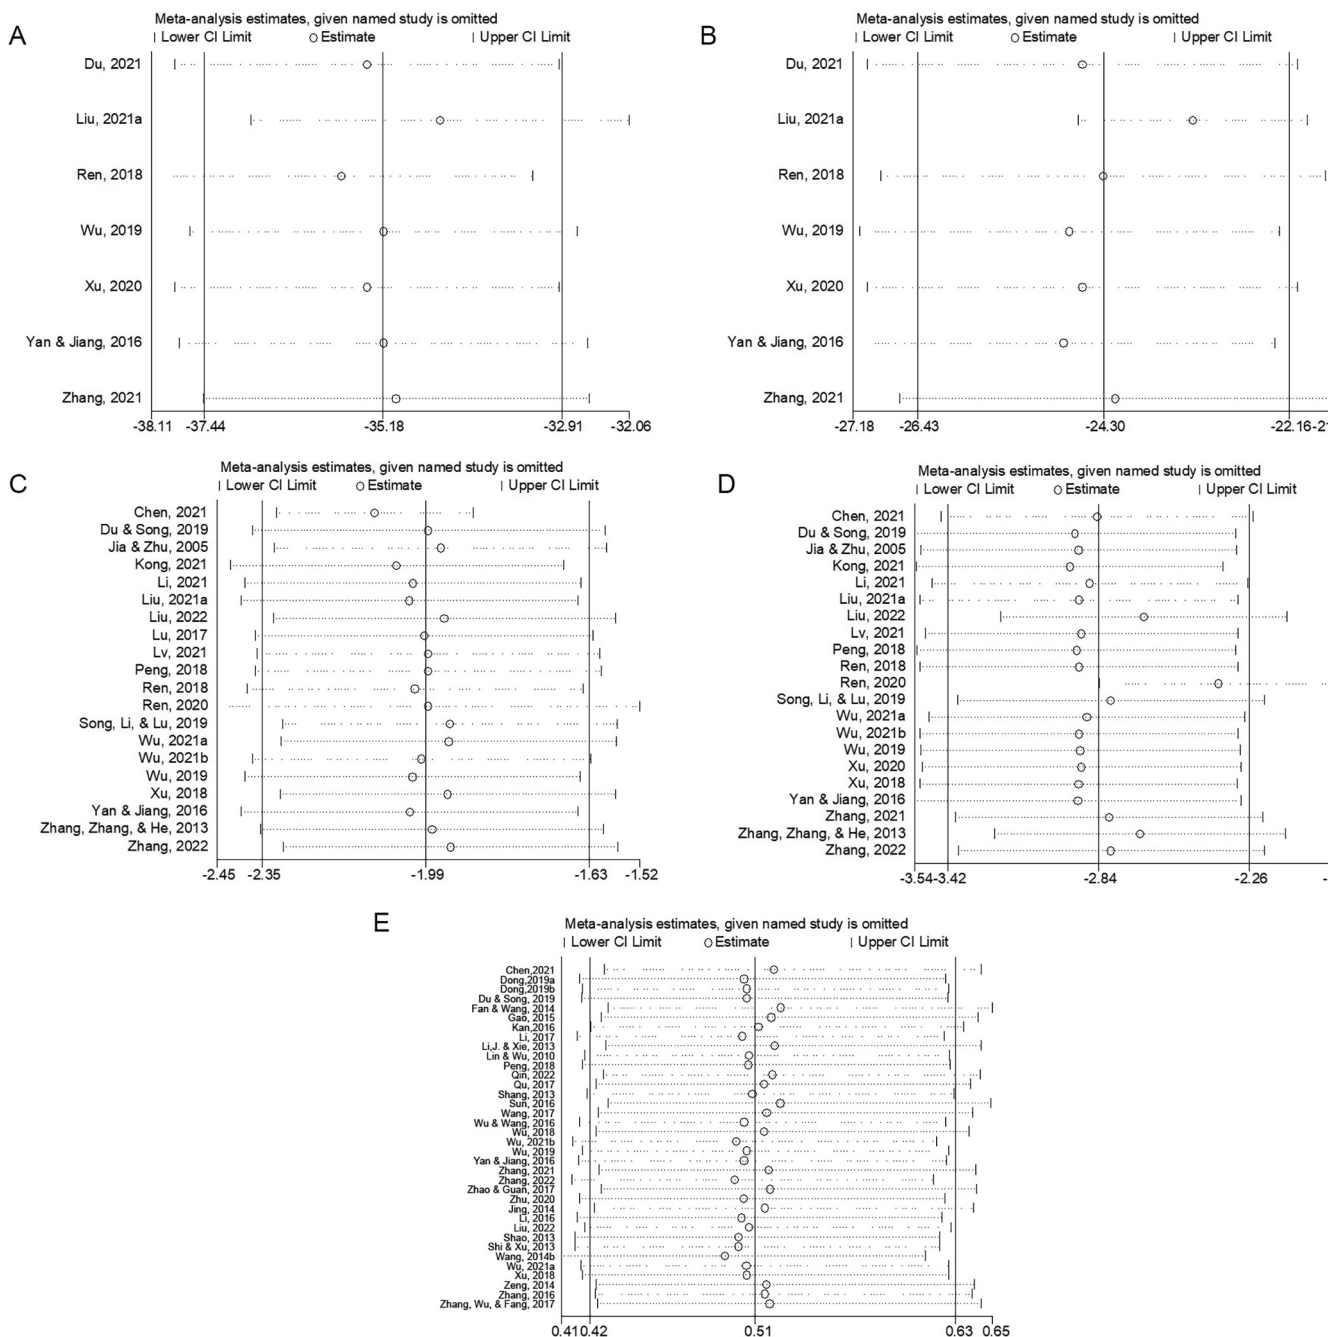 A
Meta-analysis estimates, given named study is omitted
Lower CI Limit Estimate Upper CI Limit
Du, 2021
Liu, 2021a
Ren, 2018
Wu, 2019
Xu, 2020
Yan & Jiang, 2016
Zhang, 2021
-38.11 -37.44 -35.18 -32.91 -32.06
B
Meta-analysis estimates, given named study is omitted
Lower CI Limit Estimate Upper CI Limit
Du, 2021
Liu, 2021a
Ren, 2018
Wu, 2019
Xu, 2020
Yan & Jiang, 2016
Zhang, 2021
-27.18 -26.43 -24.30 -22.16
C
Meta-analysis estimates, given named study is omitted
Lower CI Limit Estimate Upper CI Limit
Chen, 2021
Du & Song, 2019
Jia & Zhu, 2005
Kong, 2021
Li, 2021
Liu, 2021a
Liu, 2022
Lu, 2017
Lv, 2021
Peng, 2018
Ren, 2018
Ren, 2020
Song, Li, & Lu, 2019
Wu, 2021a
Wu, 2021b
Wu, 2019
Xu, 2018
Yan & Jiang, 2016
Zhang, Zhang, & He, 2013
Zhang, 2022
-2.45 -2.35 -1.99 -1.63 -1.52
D
Meta-analysis estimates, given named study is omitted
Lower CI Limit Estimate Upper CI Limit
Chen, 2021
Du & Song, 2019
Jia & Zhu, 2005
Kong, 2021
Li, 2021
Liu, 2021a
Liu, 2022
Lv, 2021
Peng, 2018
Ren, 2018
Ren, 2020
Song, Li, & Lu, 2019
Wu, 2021a
Wu, 2021b
Wu, 2019
Xu, 2020
Xu, 2018
Yan & Jiang, 2016
Zhang, 2021
Zhang, Zhang, & He, 2013
Zhang, 2022
-3.54 -3.42 -2.84 -2.26
E
Meta-analysis estimates, given named study is omitted
Lower CI Limit Estimate Upper CI Limit
Chen,2021
Dong,2019a
Dong,2019b
Du & Song, 2019
Fan & Wang, 2014
Gao, 2015
Kan,2016
Li, 2017
Li,J. & Xie, 2013
Lin & Wu, 2010
Peng, 2018
Qin, 2022
Qu, 2017
Shang, 2013
Sun, 2016
Wang, 2017
Wu & Wang, 2016
Wu, 2018
Wu, 2021b
Wu, 2019
Yan & Jiang, 2016
Zhang, 2021
Zhang, 2022
Zhao & Guan, 2017
Zhu, 2020
Jing, 2014
Li, 2016
Liu, 2022
Shao, 2013
Shi & Xu, 2013
Wang, 2014b
Wu, 2021a
Xu, 2018
Zeng, 2014
Zhang, 2016
Zhang, Wu, & Fang, 2017
0.41 0.42 0.51 0.63 0.65